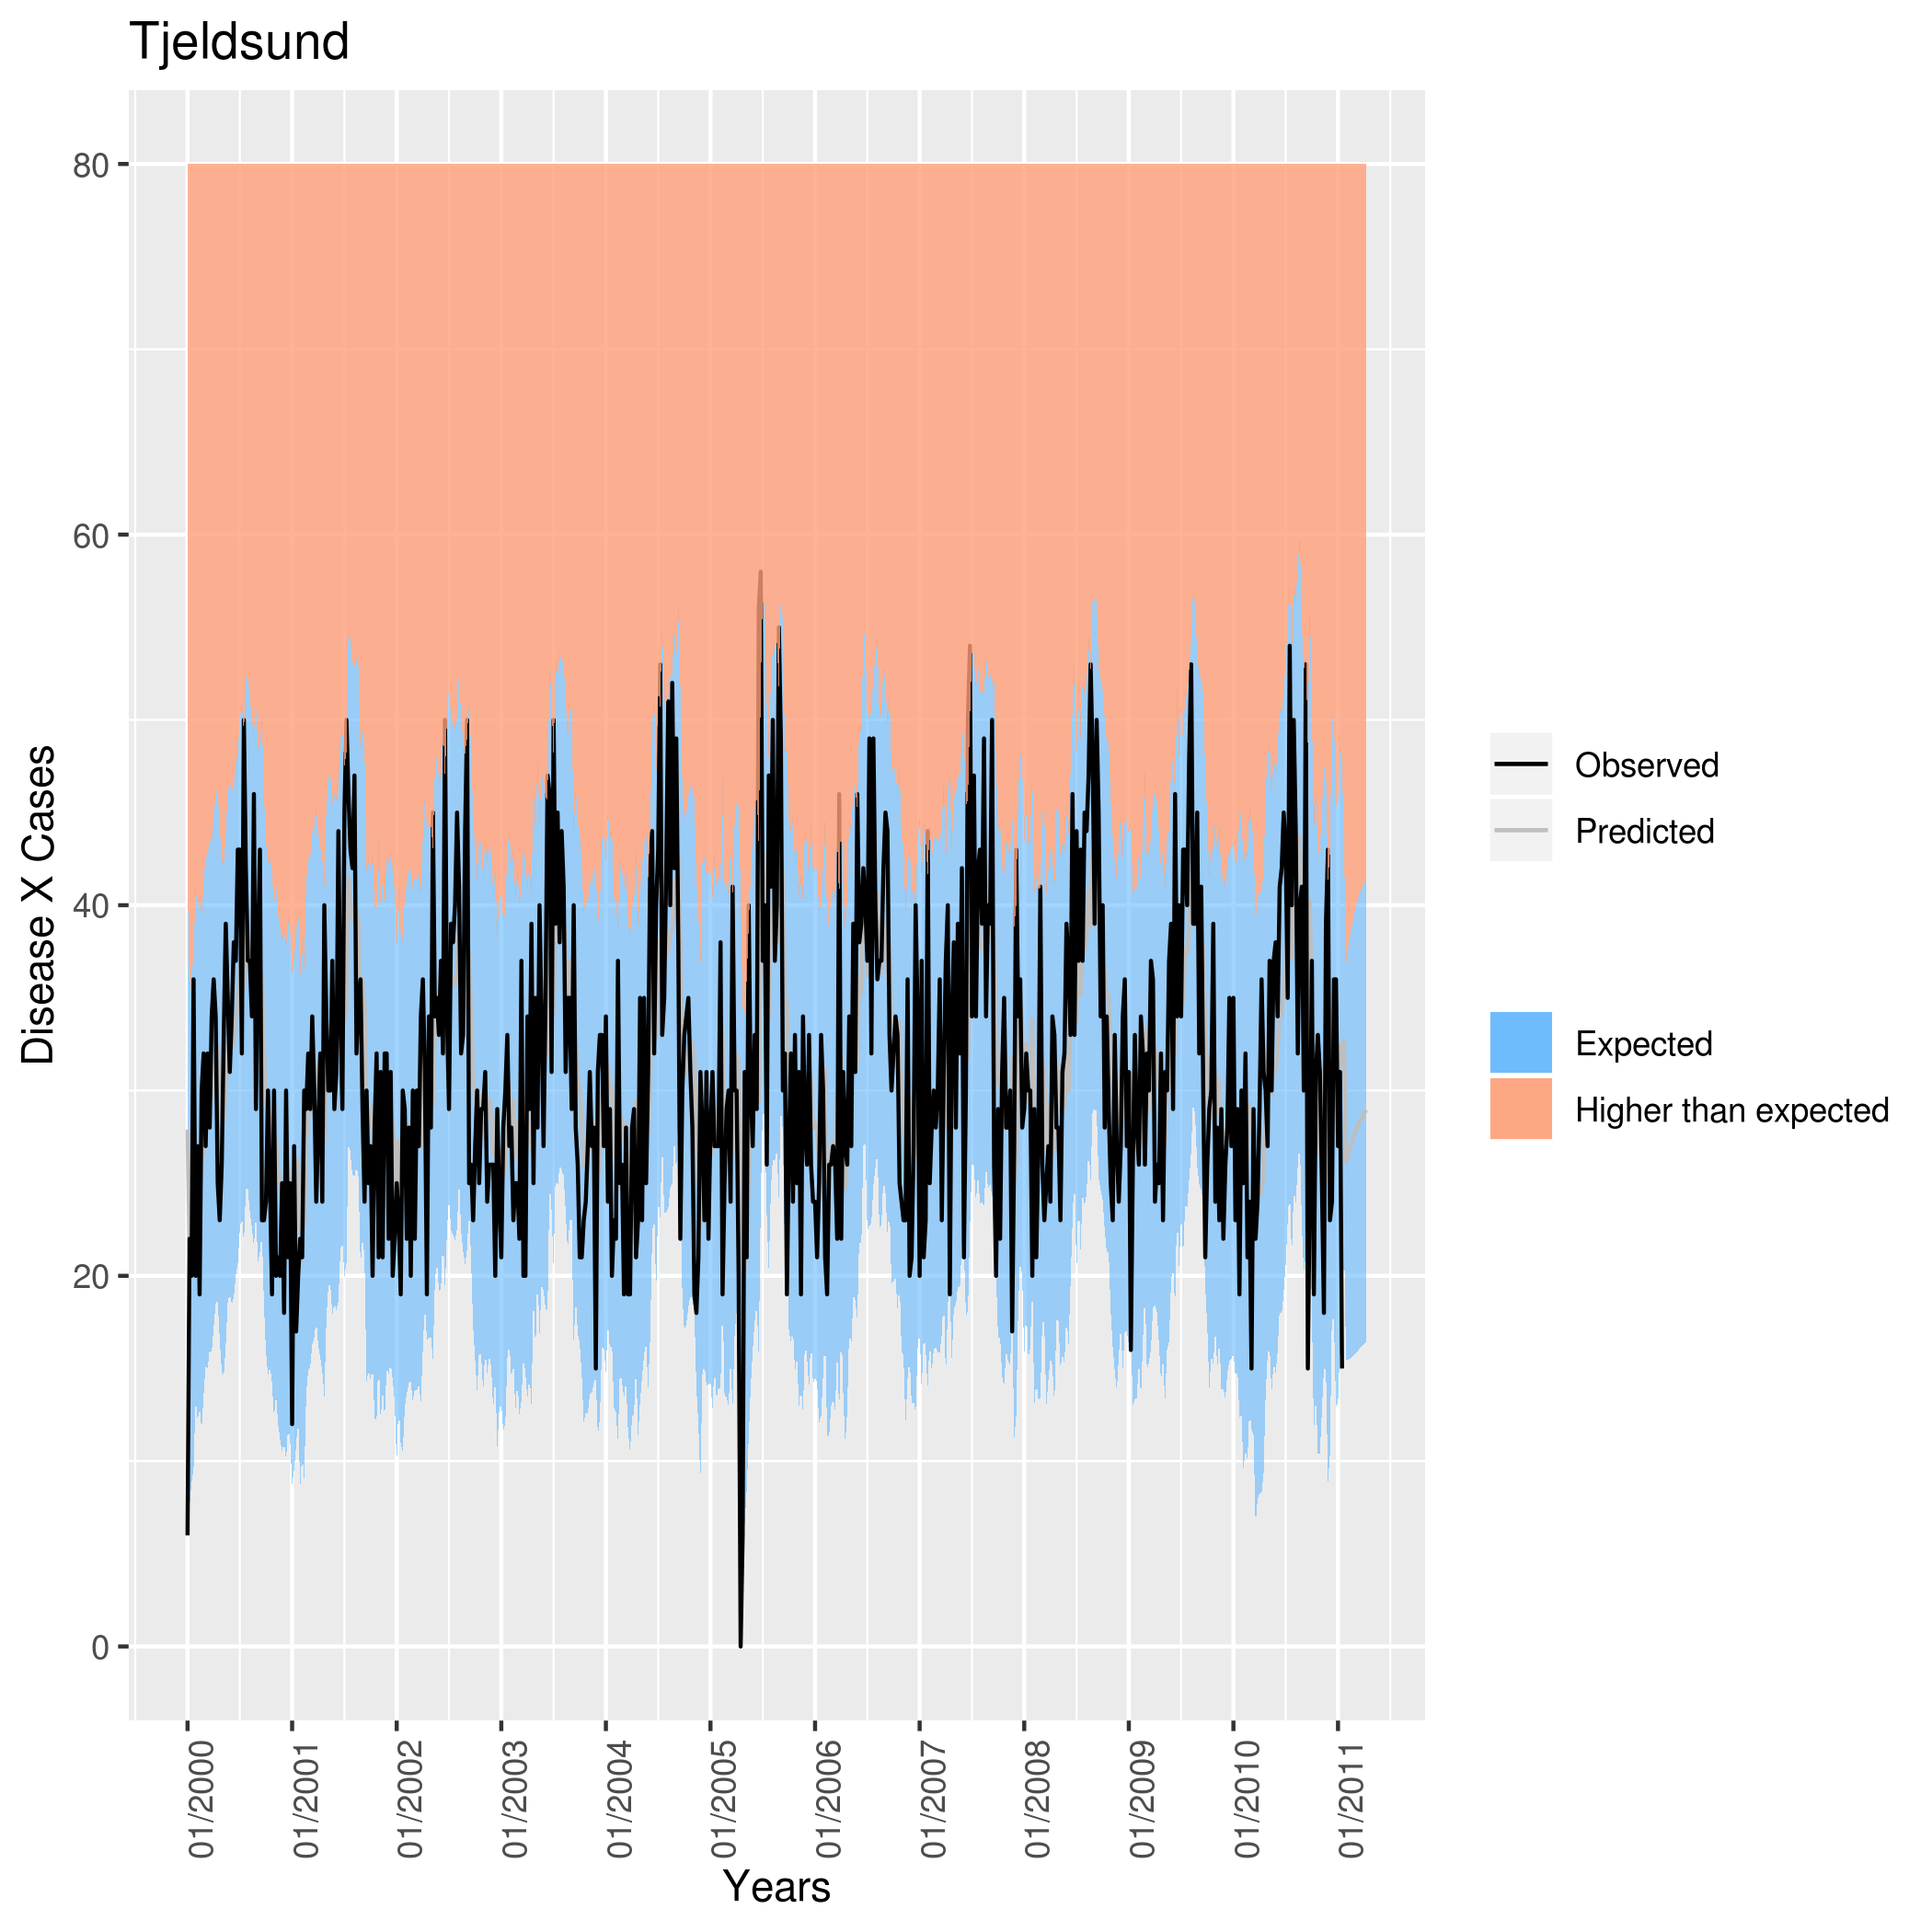 Tjeldsund
Disease X Cases
80
60
40
20
0
01/2000
01/2001
01/2002
01/2003
01/2004
01/2005
01/2006
01/2007
01/2008
01/2009
01/2010
01/2011
Years
Observed
Predicted
Expected
Higher than expected